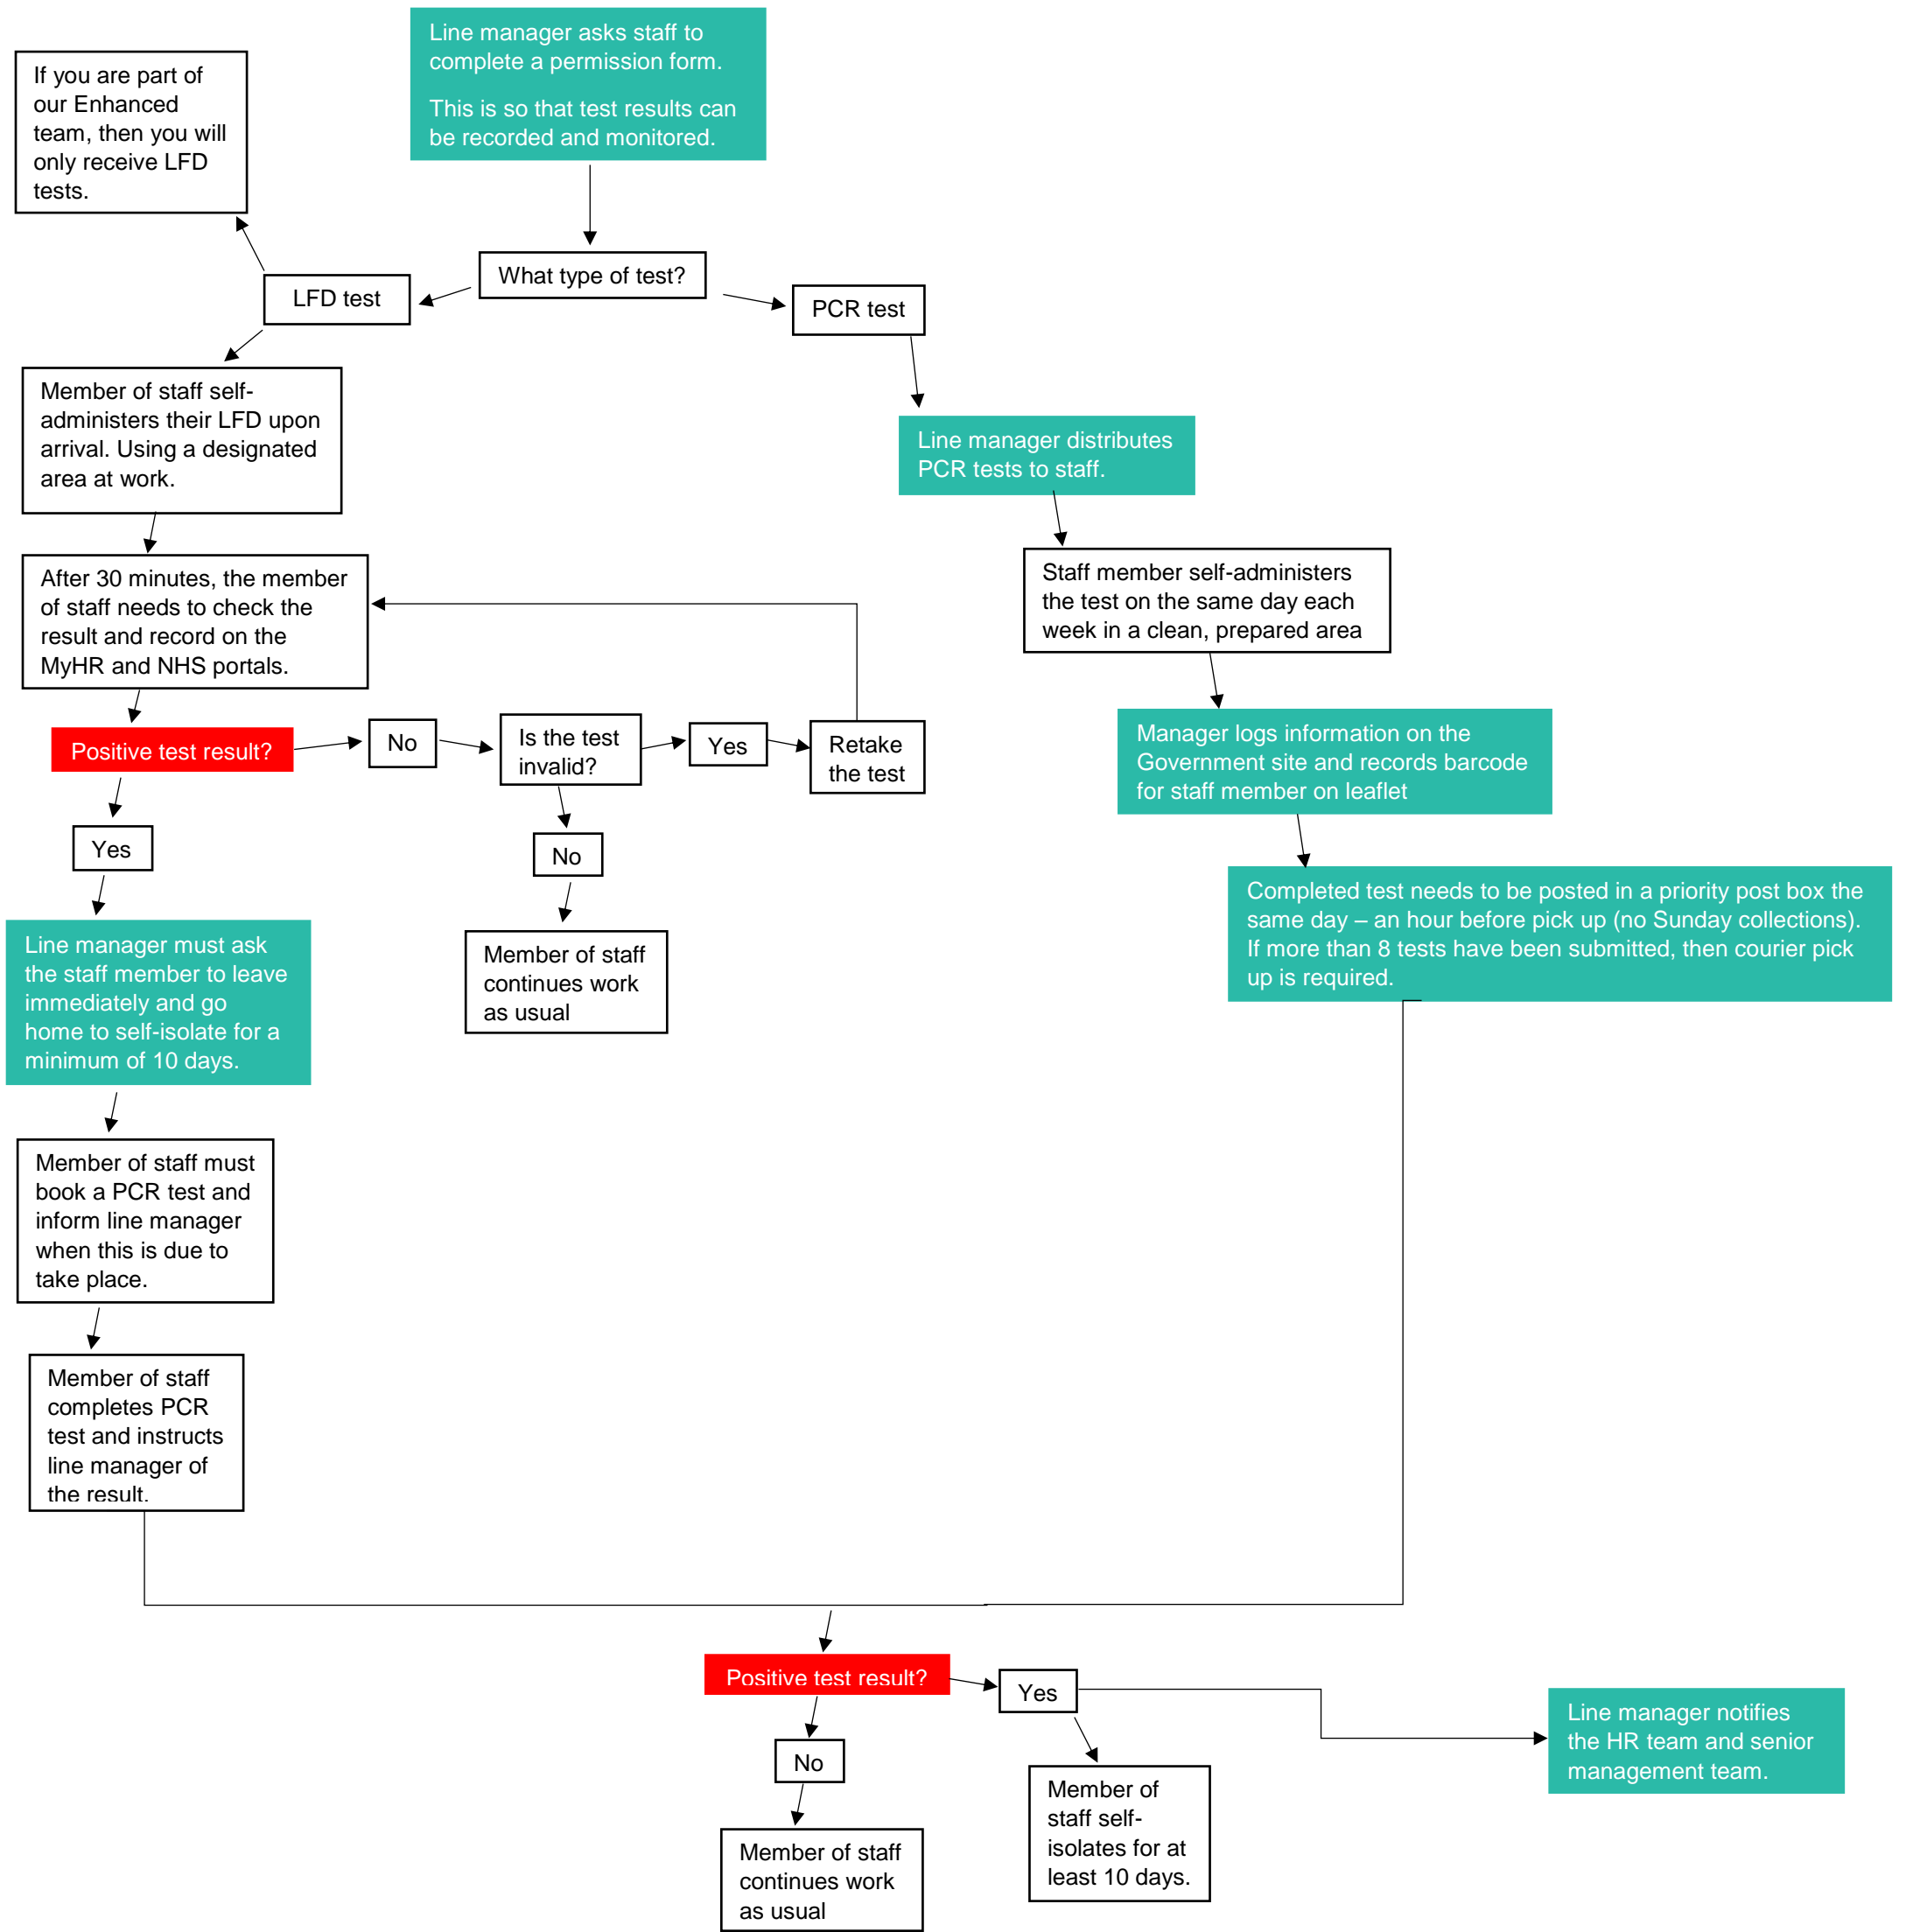 Line manager asks staff to
complete a permission form.
This is so that test results can
be recorded and monitored.
If you are part of
our Enhanced
team, then you will
only receive LFD
tests.
What type of test?
LFD test
PCR test
Member of staff self-
administers their LFD upon
arrival. Using a designated
area at work.
Line manager distributes
PCR tests to staff.
After 30 minutes, the member
of staff needs to check the
result and record on the
MyHR and NHS portals.
Staff member self-administers
the test on the same day each
week in a clean, prepared area
Positive test result?
No
Is the test
invalid?
Yes
Retake
the test
Manager logs information on the
Government site and records barcode
for staff member on leaflet
Yes
No
Completed test needs to be posted in a priority post box the
same day – an hour before pick up (no Sunday collections).
If more than 8 tests have been submitted, then courier pick
up is required.
Line manager must ask
the staff member to leave
immediately and go
home to self-isolate for a
minimum of 10 days.
Member of staff
continues work
as usual
Member of staff must
book a PCR test and
inform line manager
when this is due to
take place.
Member of staff
completes PCR
test and instructs
line manager of
the result.
Positive test result?
Yes
Line manager notifies
the HR team and senior
management team.
No
Member of
staff self-
isolates for at
least 10 days.
Member of staff
continues work
as usual